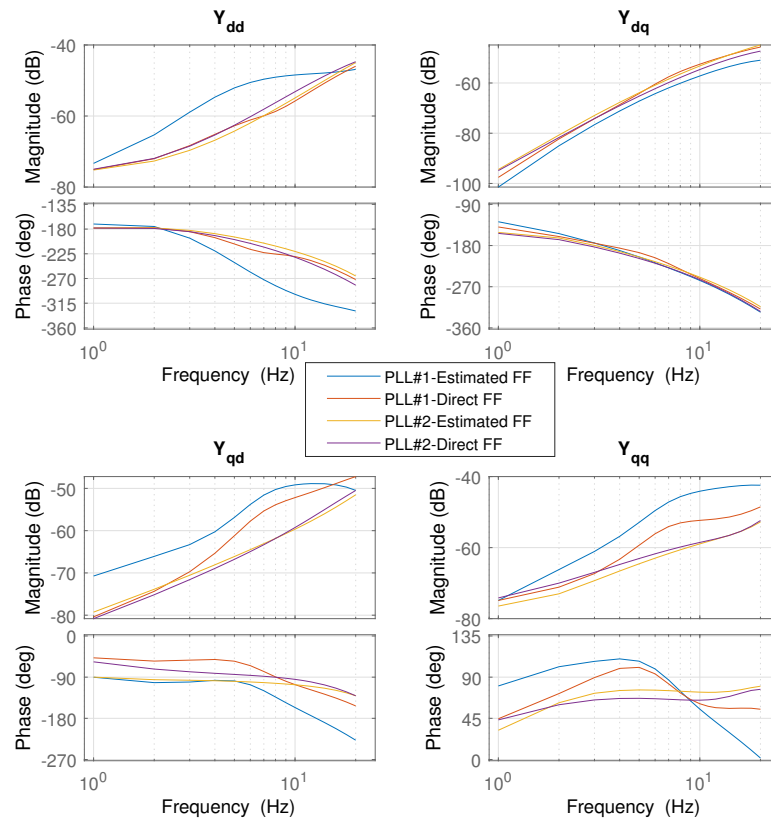 Y_dd
Magnitude (dB)
-40
-60
-80
Phase (deg)
-135
-180
-225
-270
-315
-360
10^0
10^1
Frequency (Hz)
Y_dq
Magnitude (dB)
-60
-80
-100
Phase (deg)
-90
-180
-270
-360
10^0
10^1
Frequency (Hz)
PLL#1-Estimated FF
PLL#1-Direct FF
PLL#2-Estimated FF
PLL#2-Direct FF
Y_qd
Magnitude (dB)
-50
-60
-70
-80
Phase (deg)
0
-90
-180
-270
10^0
10^1
Frequency (Hz)
Y_qq
Magnitude (dB)
-40
-60
-80
Phase (deg)
135
90
45
0
10^0
10^1
Frequency (Hz)